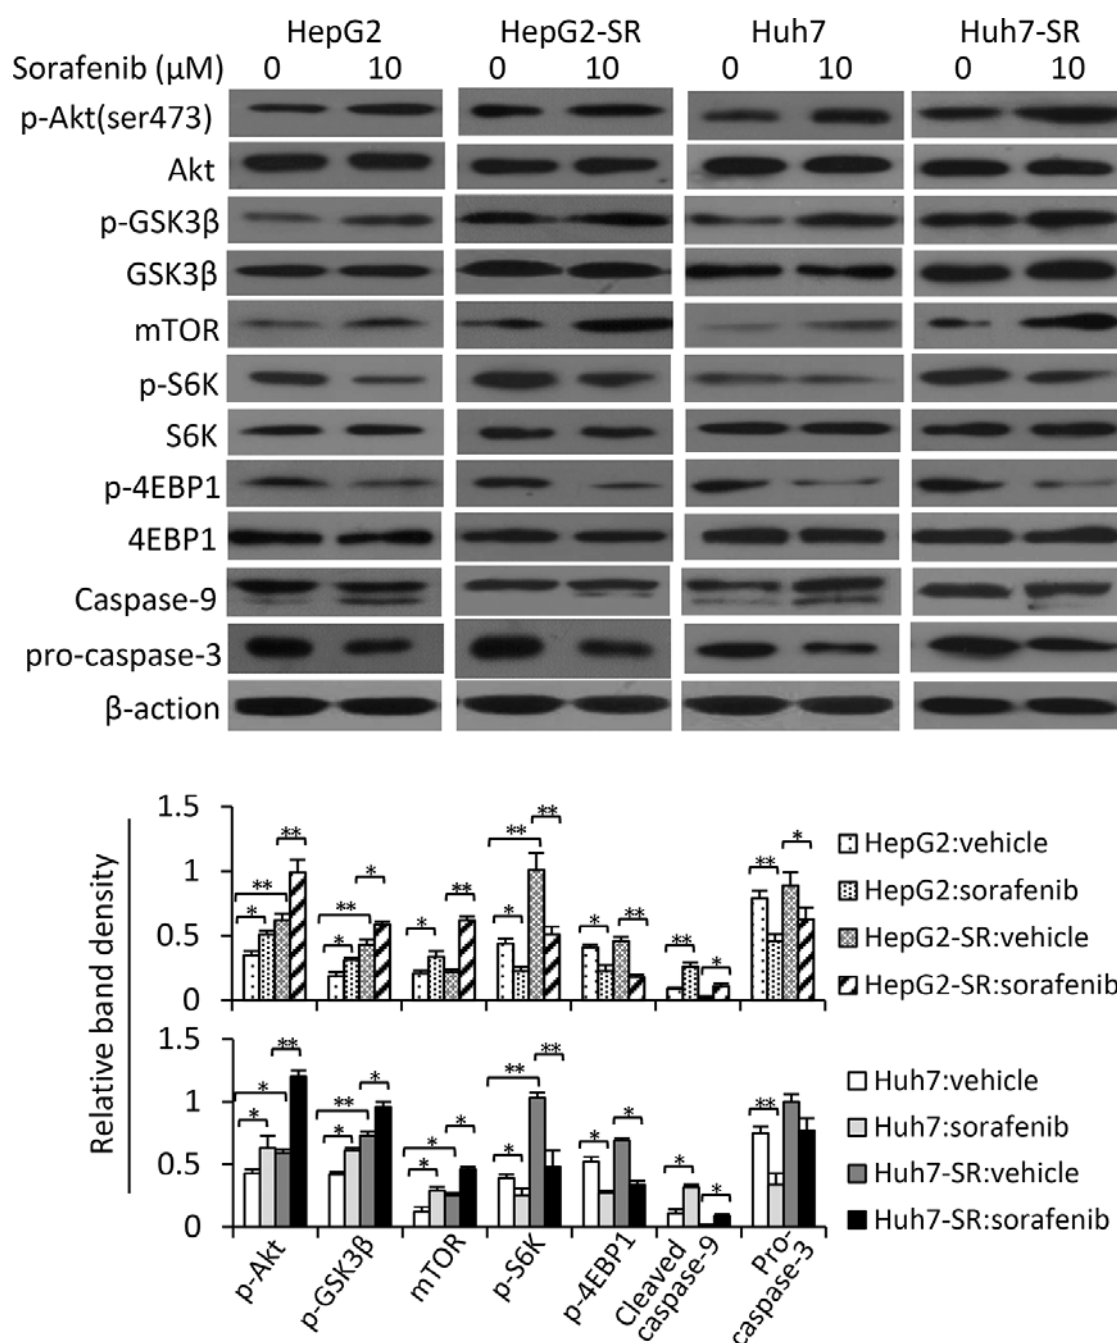 HepG2 HepG2-SR Huh7 Huh7-SR
Sorafenib (μM) 0 10 0 10 0 10 0 10
p-Akt(ser473)
Akt
p-GSK3β
GSK3β
mTOR
p-S6K
S6K
p-4EBP1
4EBP1
Caspase-9
pro-caspase-3
β-action
Relative band density
1.5
1
0.5
0
* ** **
* ** *
* **
* ** **
* **
** *
** *
HepG2:vehicle
HepG2:sorafenib
HepG2-SR:vehicle
HepG2-SR:sorafenib
1.5
1
0.5
0
* * **
* ** *
* * *
* ** **
* *
* *
**
Huh7:vehicle
Huh7:sorafenib
Huh7-SR:vehicle
Huh7-SR:sorafenib
p-Akt
p-GSK3β
mTOR
p-S6K
p-4EBP1
Cleaved
caspase-9
Pro-
caspase-3